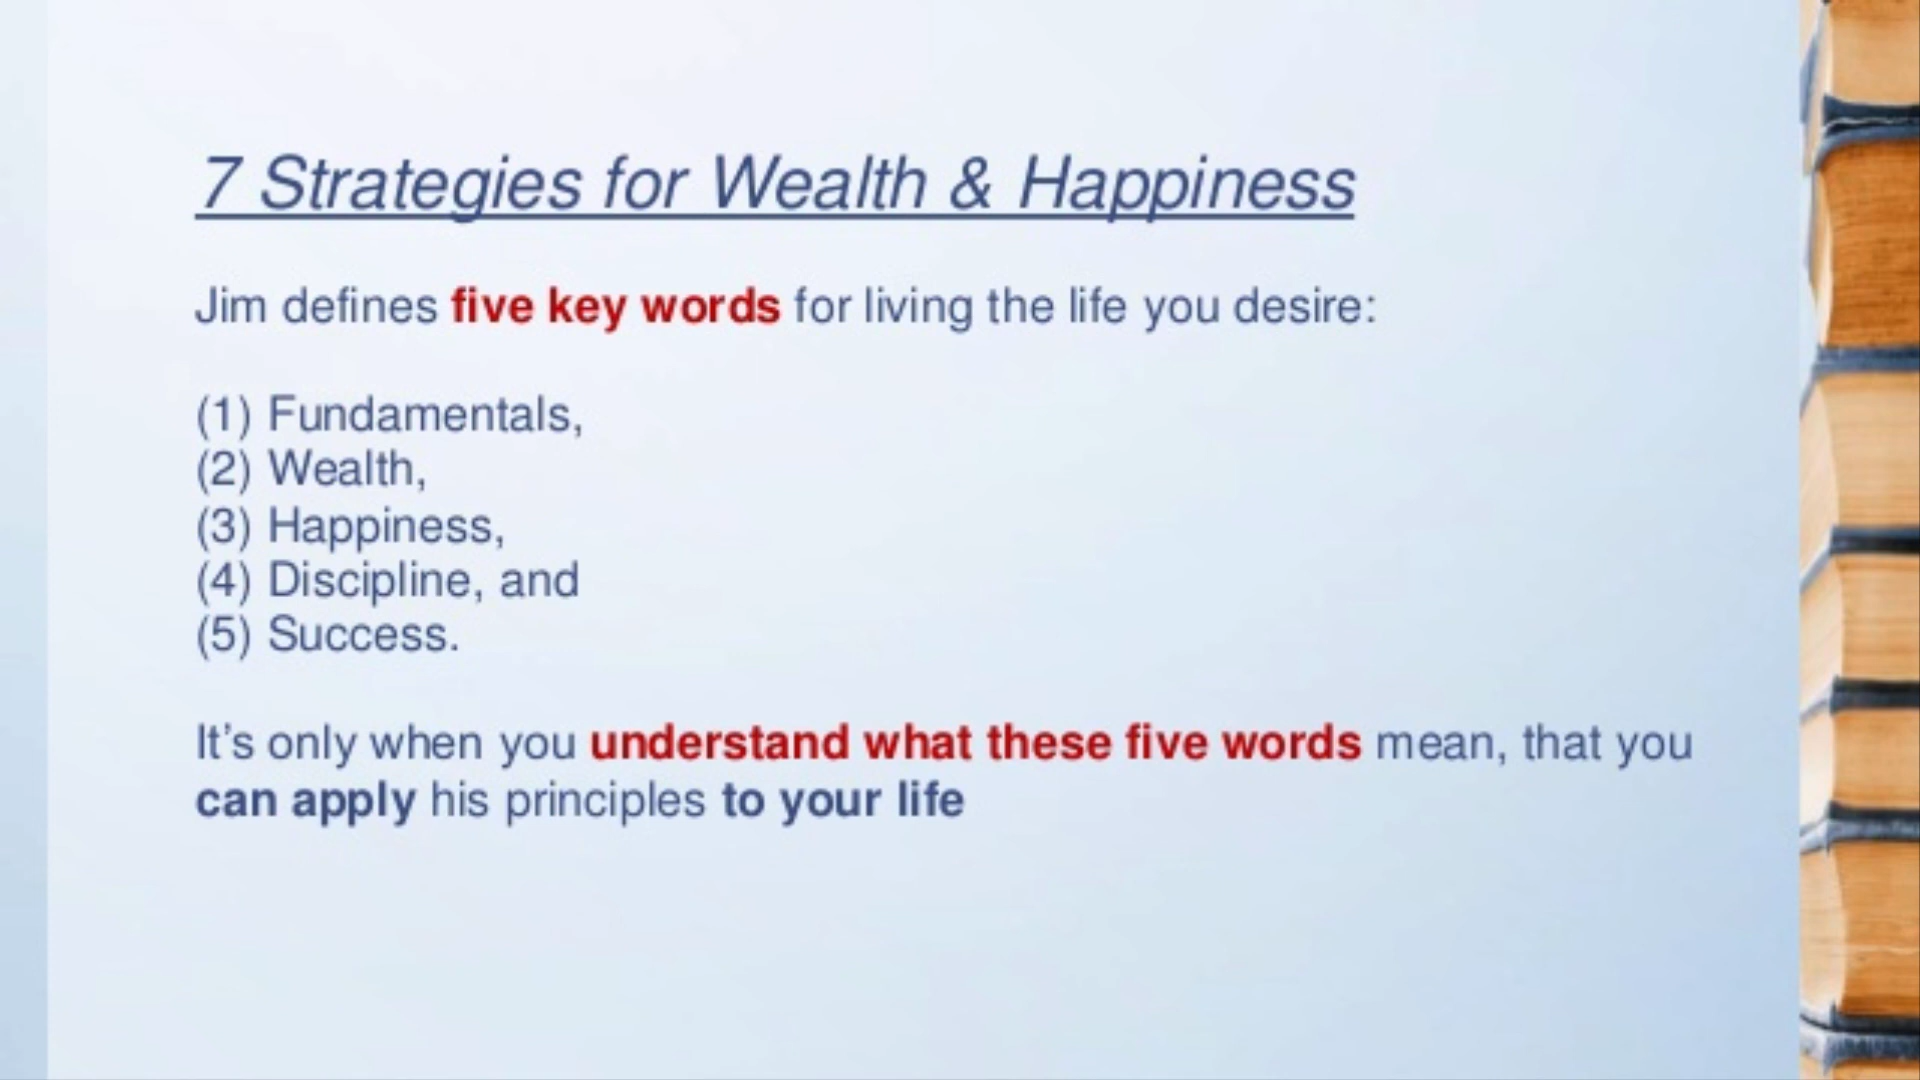 7 Strategies for Wealth & Happiness
Jim defines five key words for living the life you desire:
(1) Fundamentals,
(2) Wealth,
(3) Happiness,
(4) Discipline, and
(5) Success.
It’s only when you understand what these five words mean, that you
can apply his principles to your life